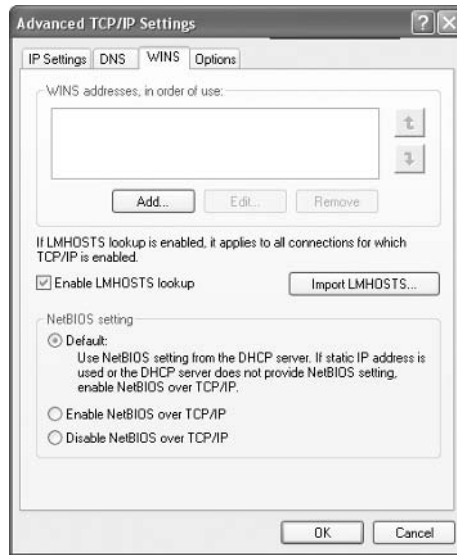 Advanced TCP/IP Settings
IP Settings DNS WINS Options
WINS addresses, in order of use:
Add... Edit... Remove
If LMHOSTS lookup is enabled, it applies to all connections for which
TCP/IP is enabled.
Enable LMHOSTS lookup Import LMHOSTS...
NetBIOS setting
Default:
Use NetBIOS setting from the DHCP server. If static IP address is
used or the DHCP server does not provide NetBIOS setting,
enable NetBIOS over TCP/IP.
Enable NetBIOS over TCP/IP
Disable NetBIOS over TCP/IP
OK Cancel